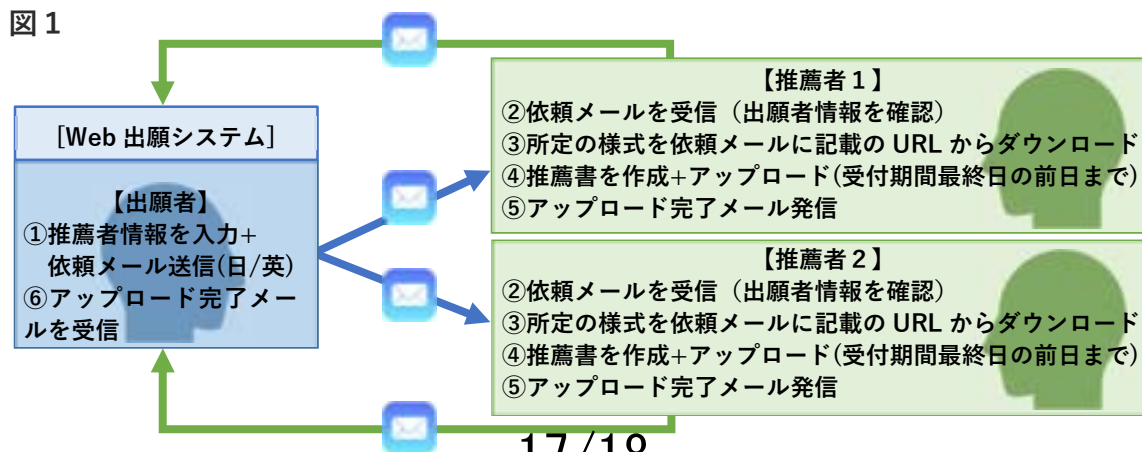 図1
[Web 出願システム]
【出願者】
①推薦者情報を入力+
依頼メール送信(日/英)
⑥アップロード完了メー
ルを受信
【推薦者1】
②依頼メールを受信（出願者情報を確認）
③所定の様式を依頼メールに記載の URL からダウンロード
④推薦書を作成+アップロード(受付期間最終日の前日まで)
⑤アップロード完了メール発信
【推薦者2】
②依頼メールを受信（出願者情報を確認）
③所定の様式を依頼メールに記載の URL からダウンロード
④推薦書を作成+アップロード(受付期間最終日の前日まで)
⑤アップロード完了メール発信